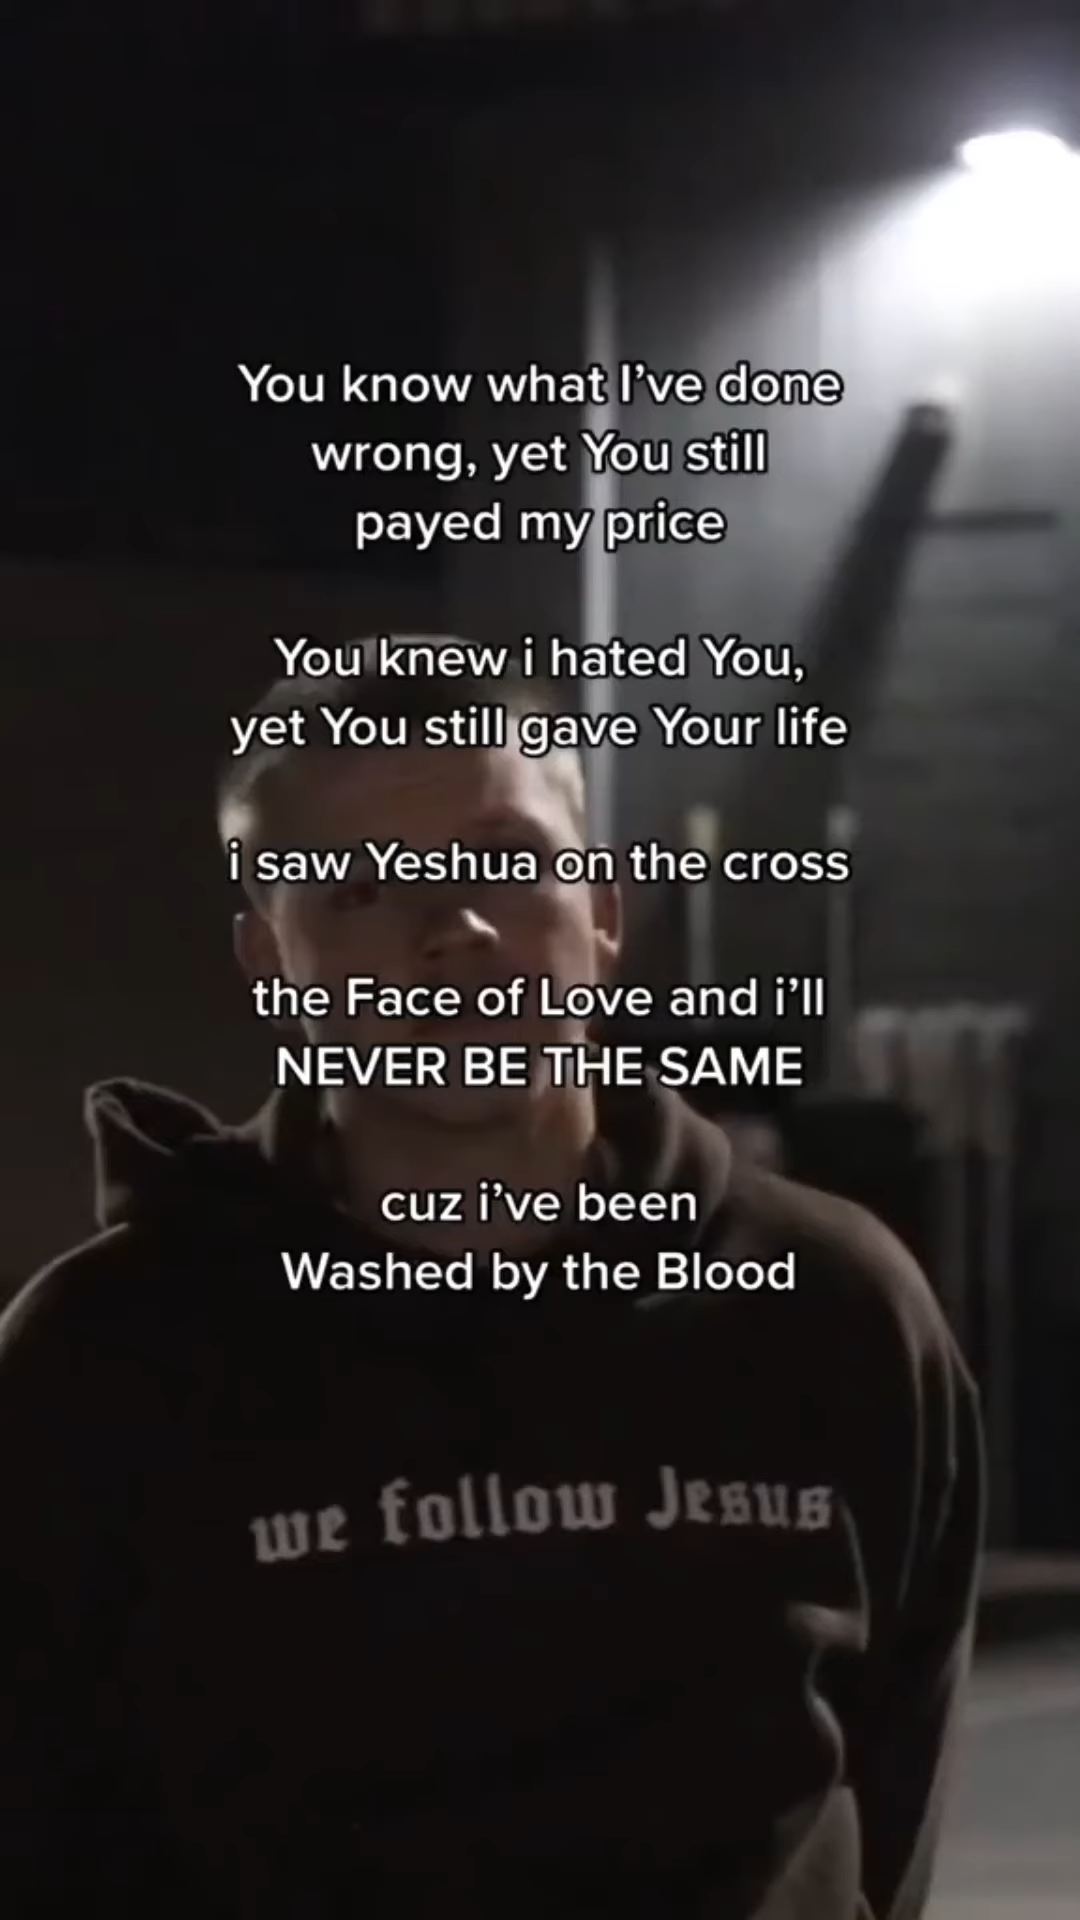 You know what I've done
wrong, yet You still
payed my price
You knew i hated You,
yet You still gave Your life
i saw Yeshua on the cross
the Face of Love and i'll
NEVER BE THE SAME
cuz i've been
Washed by the Blood
we follow Jesus